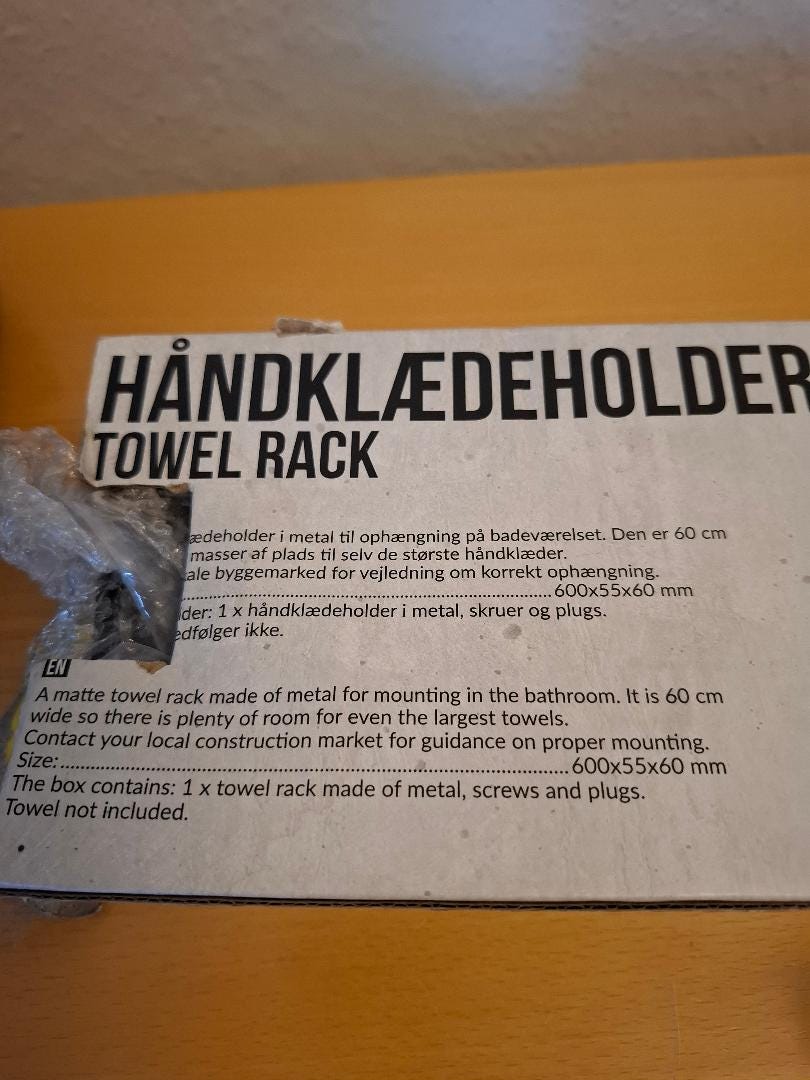 HÅNDKLÆDEHOLDER
TOWEL RACK
ædeholder i metal til ophængning på badeværelset. Den er 60 cm
masser af plads til selv de største håndklæder.
ale byggemarked for vejledning om korrekt ophængning.
600x55x60 mm
der: 1 x håndklædeholder i metal, skruer og plugs.
edfølger ikke.
EN
A matte towel rack made of metal for mounting in the bathroom. It is 60 cm
wide so there is plenty of room for even the largest towels.
Contact your local construction market for guidance on proper mounting.
Size:........................................................................600x55x60 mm
The box contains: 1 x towel rack made of metal, screws and plugs.
Towel not included.